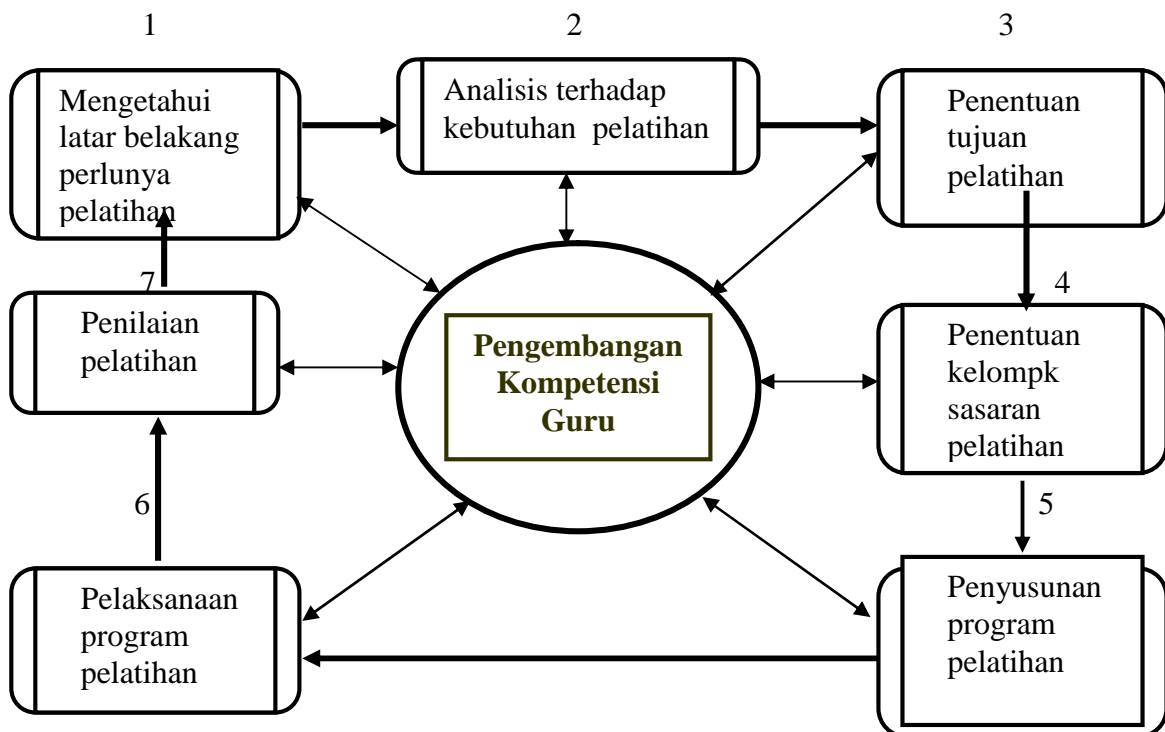 1
2
3
Mengetahui
latar belakang
perlunya
pelatihan
Analisis terhadap
kebutuhan pelatihan
Penentuan
tujuan
pelatihan
7
4
Penilaian
pelatihan
Pengembangan
Kompetensi
Guru
Penentuan
kelompk
sasaran
pelatihan
6
5
Pelaksanaan
program
pelatihan
Penyusunan
program
pelatihan